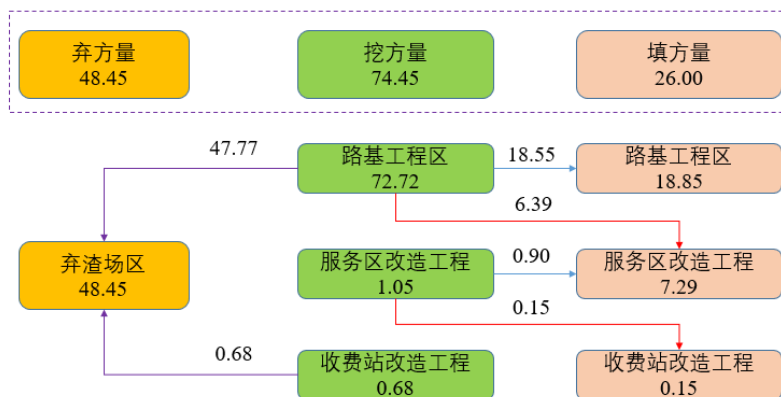 弃方量
48.45
挖方量
74.45
填方量
26.00
47.77
路基工程区
72.72
18.55
路基工程区
18.85
6.39
弃渣场区
48.45
服务区改造工程
1.05
0.90
服务区改造工程
7.29
0.15
0.68
收费站改造工程
0.68
收费站改造工程
0.15